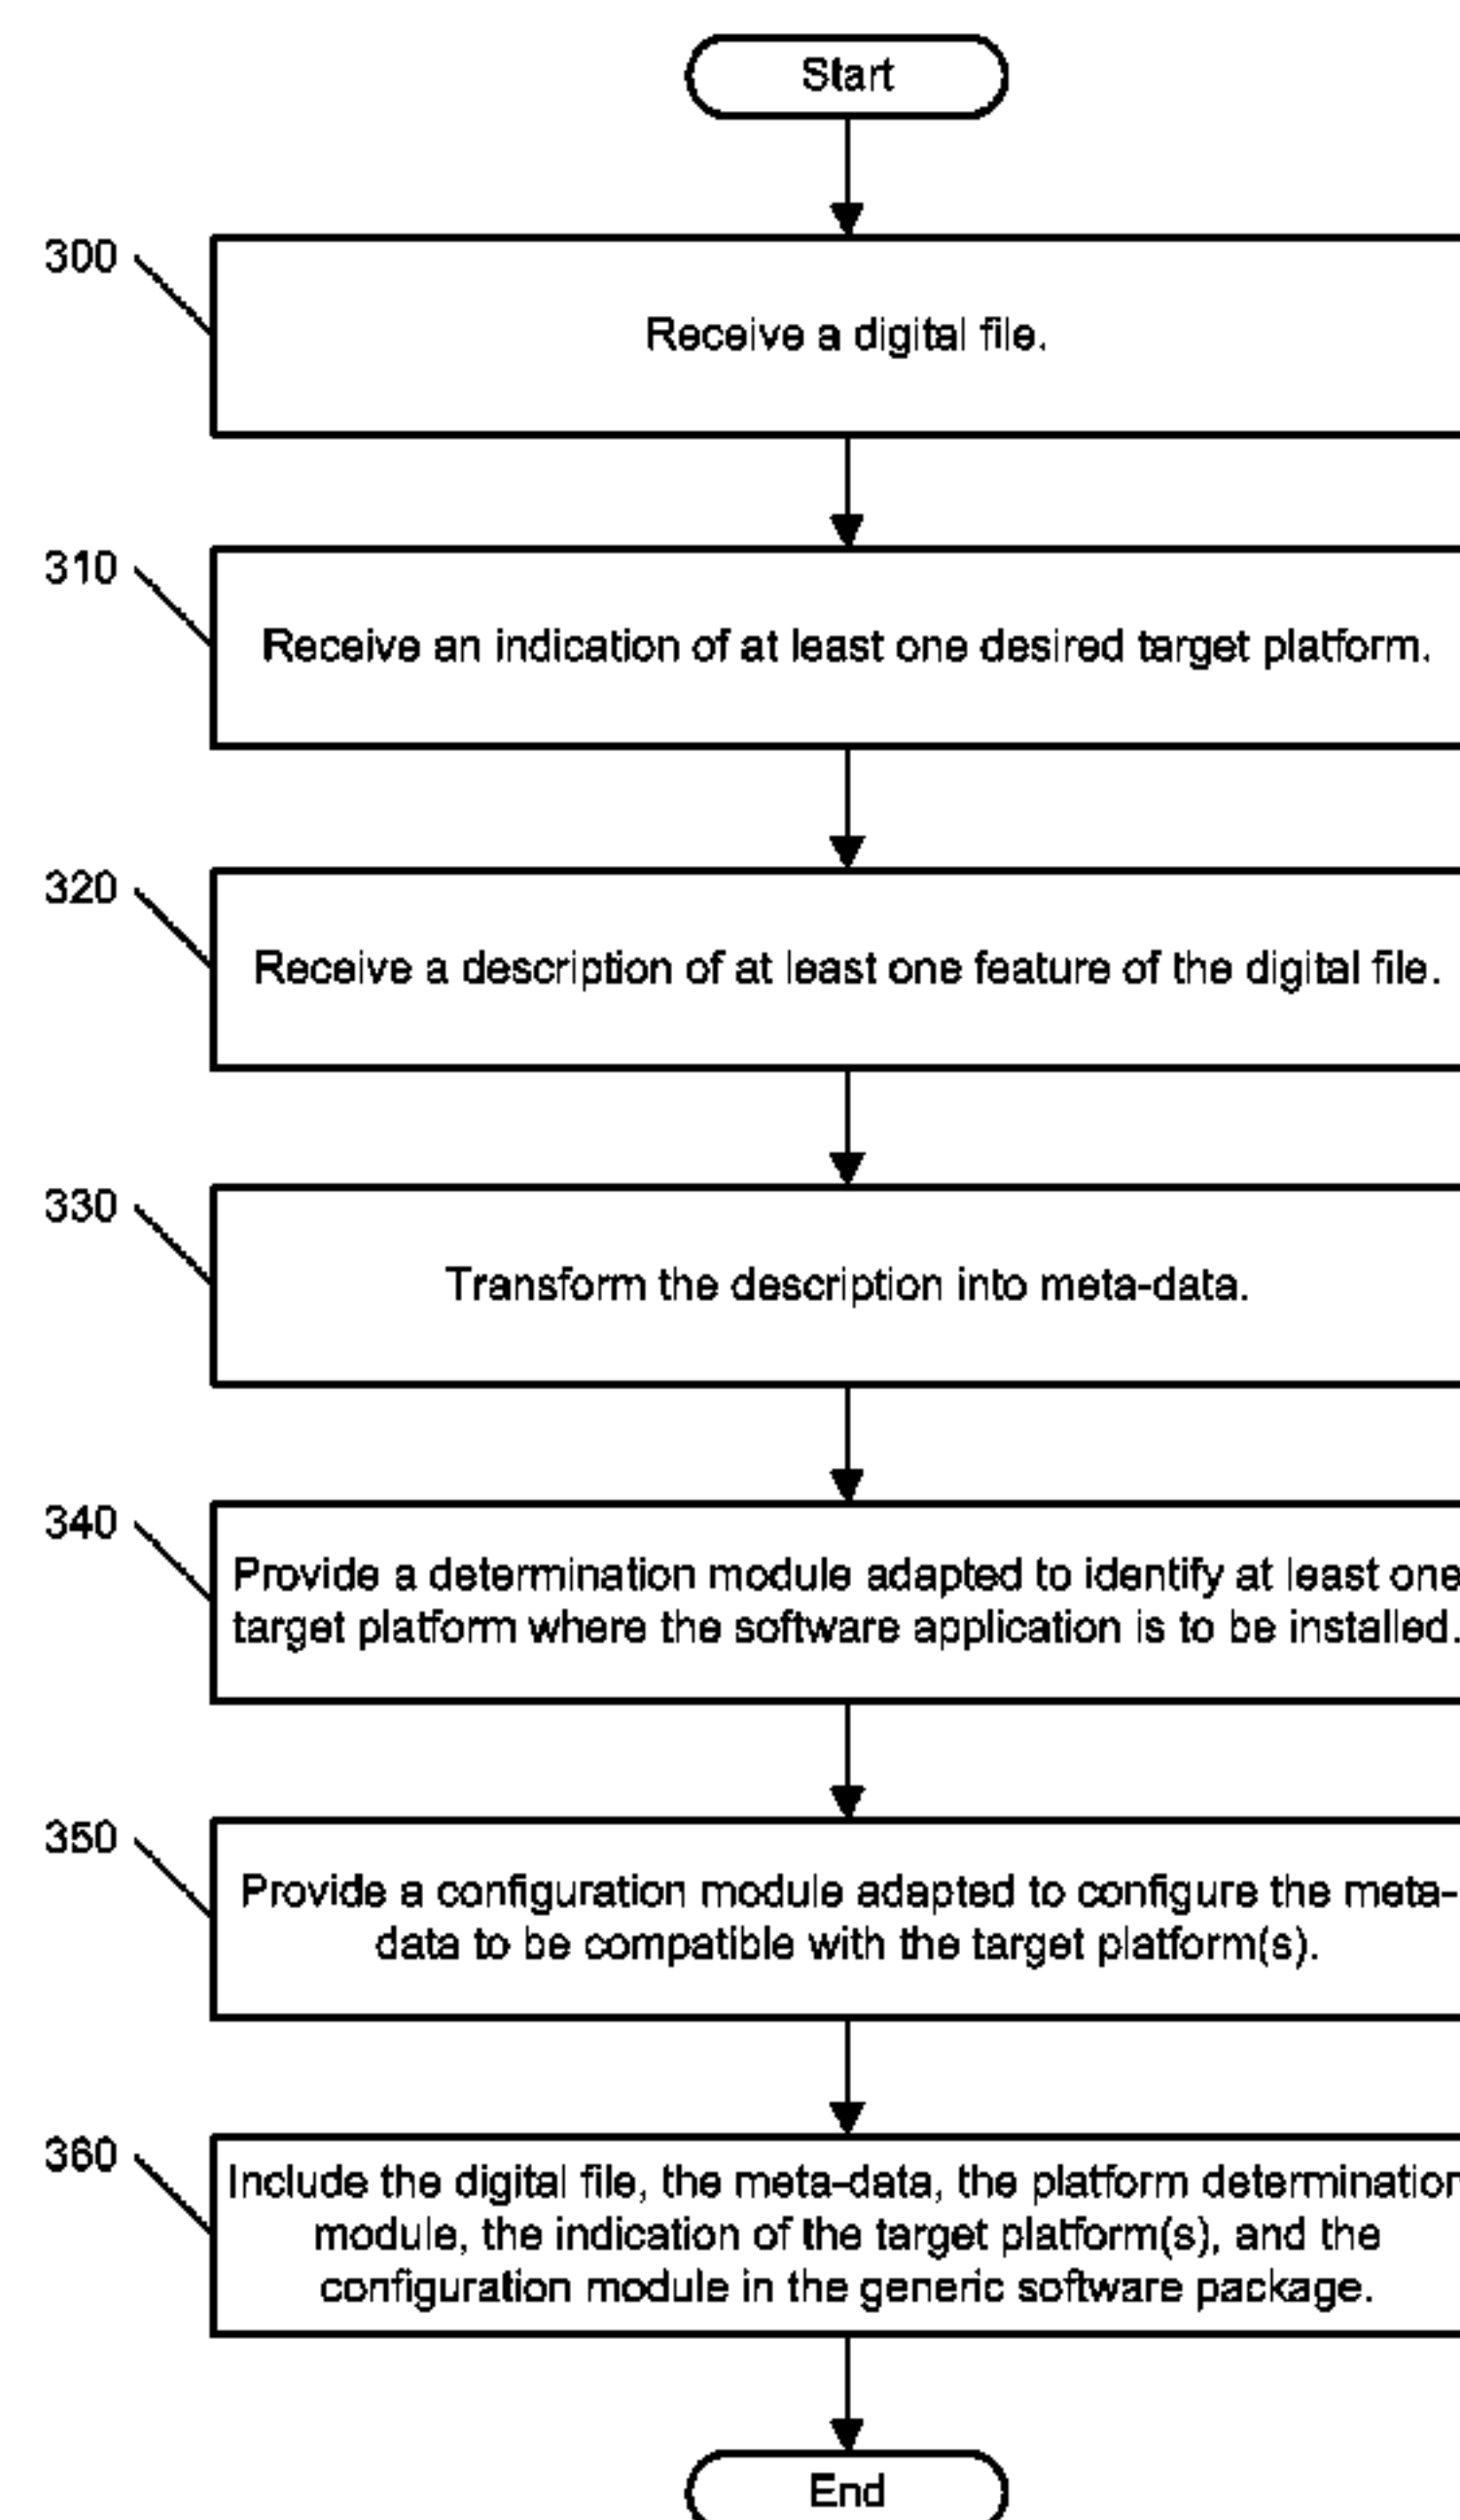 Start
300
Receive a digital file.
310
Receive an indication of at least one desired target platform.
320
Receive a description of at least one feature of the digital file.
330
Transform the description into meta-data.
340
Provide a determination module adapted to identify at least one
target platform where the software application is to be installed.
350
Provide a configuration module adapted to configure the meta-
data to be compatible with the target platform(s).
360
Include the digital file, the meta-data, the platform determination
module, the indication of the target platform(s), and the
configuration module in the generic software package.
End